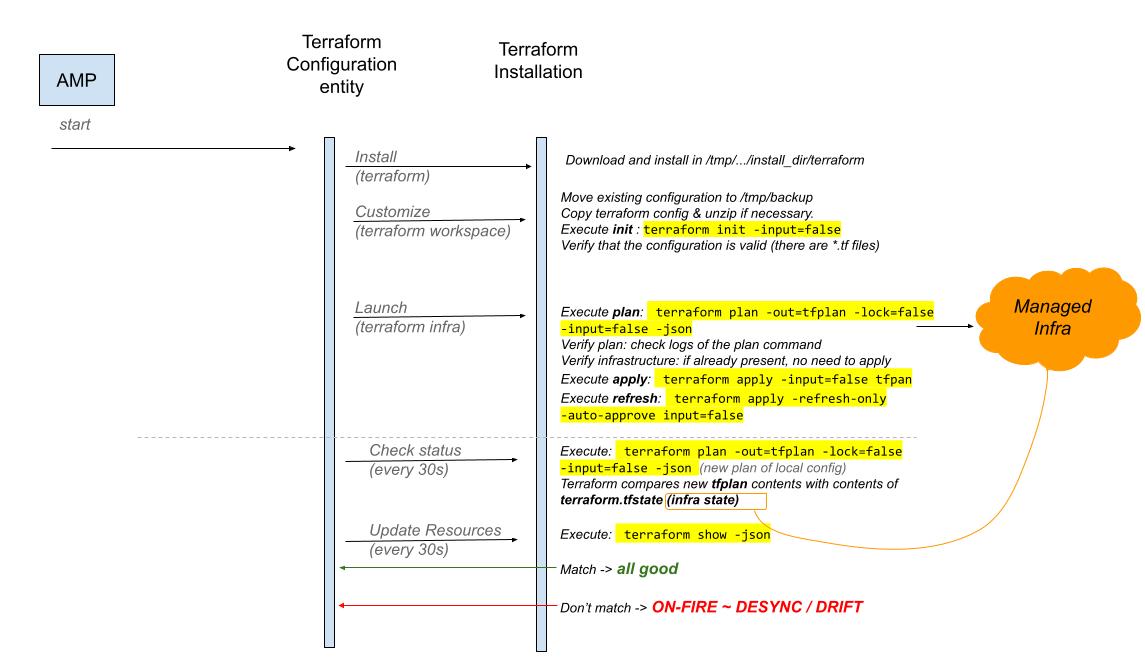 Terraform
Configuration
entity
Terraform
Installation
AMP
start
Install
(terraform)
Download and install in /tmp/.../install_dir/terraform
Customize
(terraform workspace)
Move existing configuration to /tmp/backup
Copy terraform config & unzip if necessary.
Execute init : terraform init -input=false
Verify that the configuration is valid (there are *.tf files)
Launch
(terraform infra)
Execute plan: terraform plan -out=tfplan -lock=false
-input=false -json
Verify plan: check logs of the plan command
Verify infrastructure: if already present, no need to apply
Execute apply: terraform apply -input=false tfpan
Execute refresh: terraform apply -refresh-only
-auto-approve input=false
Managed
Infra
Check status
(every 30s)
Execute: terraform plan -out=tfplan -lock=false
-input=false -json (new plan of local config)
Terraform compares new tfplan contents with contents of
terraform.tfstate (infra state)
Update Resources
(every 30s)
Execute: terraform show -json
Match -> all good
Don't match -> ON-FIRE ~ DESYNC / DRIFT